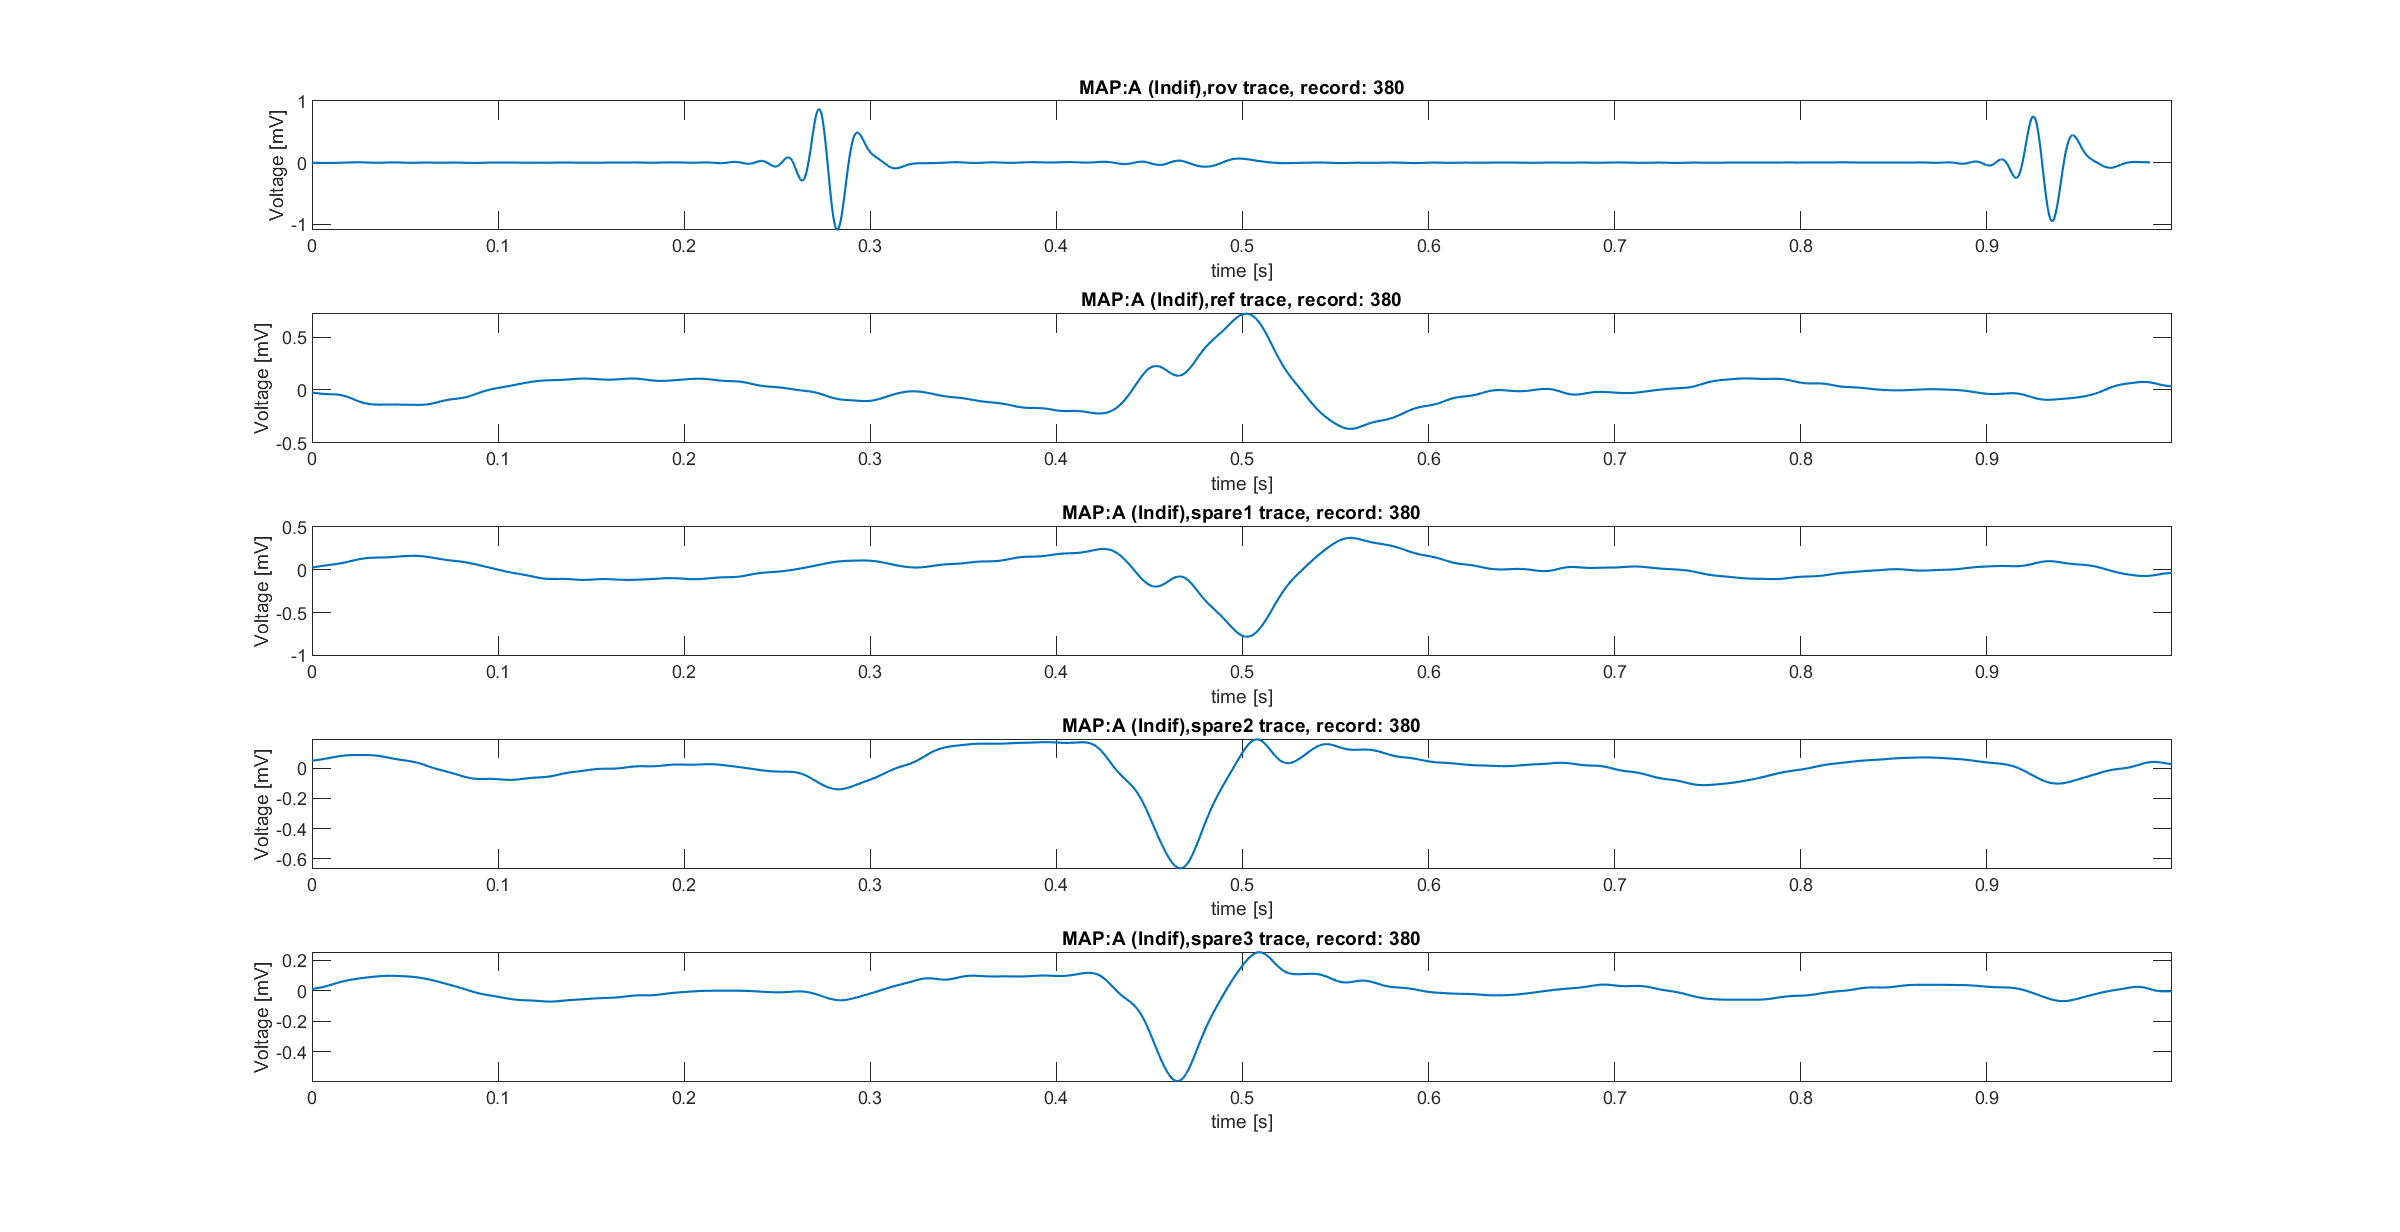 MAP:A (Indif),rov trace, record: 380
Voltage [mV]
1
0
-1
0 0.1 0.2 0.3 0.4 0.5 0.6 0.7 0.8 0.9
time [s]
MAP:A (Indif),ref trace, record: 380
Voltage [mV]
0.5
0
-0.5
0 0.1 0.2 0.3 0.4 0.5 0.6 0.7 0.8 0.9
time [s]
MAP:A (Indif),spare1 trace, record: 380
Voltage [mV]
0.5
0
-0.5
-1
0 0.1 0.2 0.3 0.4 0.5 0.6 0.7 0.8 0.9
time [s]
MAP:A (Indif),spare2 trace, record: 380
Voltage [mV]
0
-0.2
-0.4
-0.6
0 0.1 0.2 0.3 0.4 0.5 0.6 0.7 0.8 0.9
time [s]
MAP:A (Indif),spare3 trace, record: 380
Voltage [mV]
0.2
0
-0.2
-0.4
0 0.1 0.2 0.3 0.4 0.5 0.6 0.7 0.8 0.9
time [s]